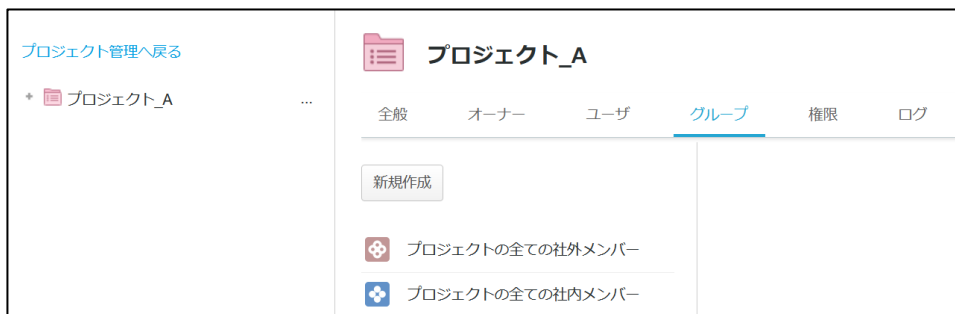 プロジェクト管理へ戻る
プロジェクト_A
...
プロジェクト_A
全般 オーナー ユーザ グループ 権限 ログ
新規作成
プロジェクトの全ての社外メンバー
プロジェクトの全ての社内メンバー